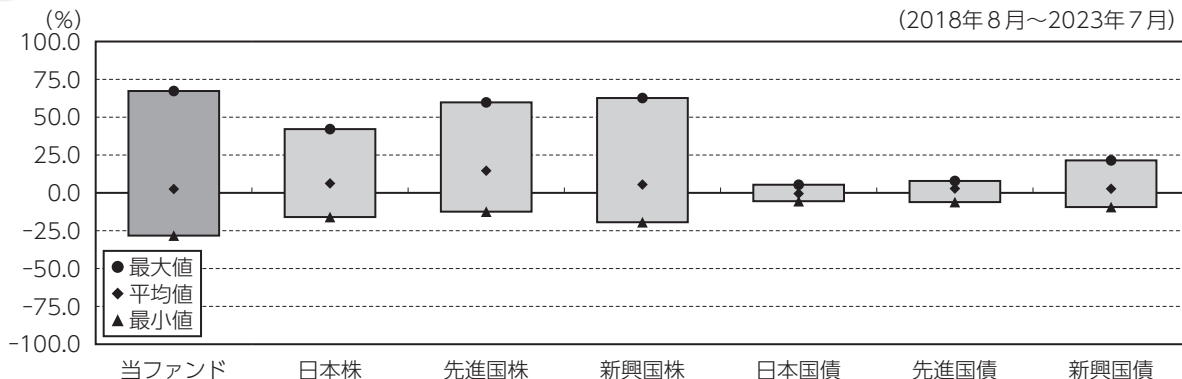 (%)
(2018年8月～2023年7月)
100.0
75.0
50.0
25.0
0.0
-25.0
-50.0
-75.0
-100.0
●最大値
◆平均値
▲最小値
当ファンド 日本株 先進国株 新興国株 日本国債 先進国債 新興国債